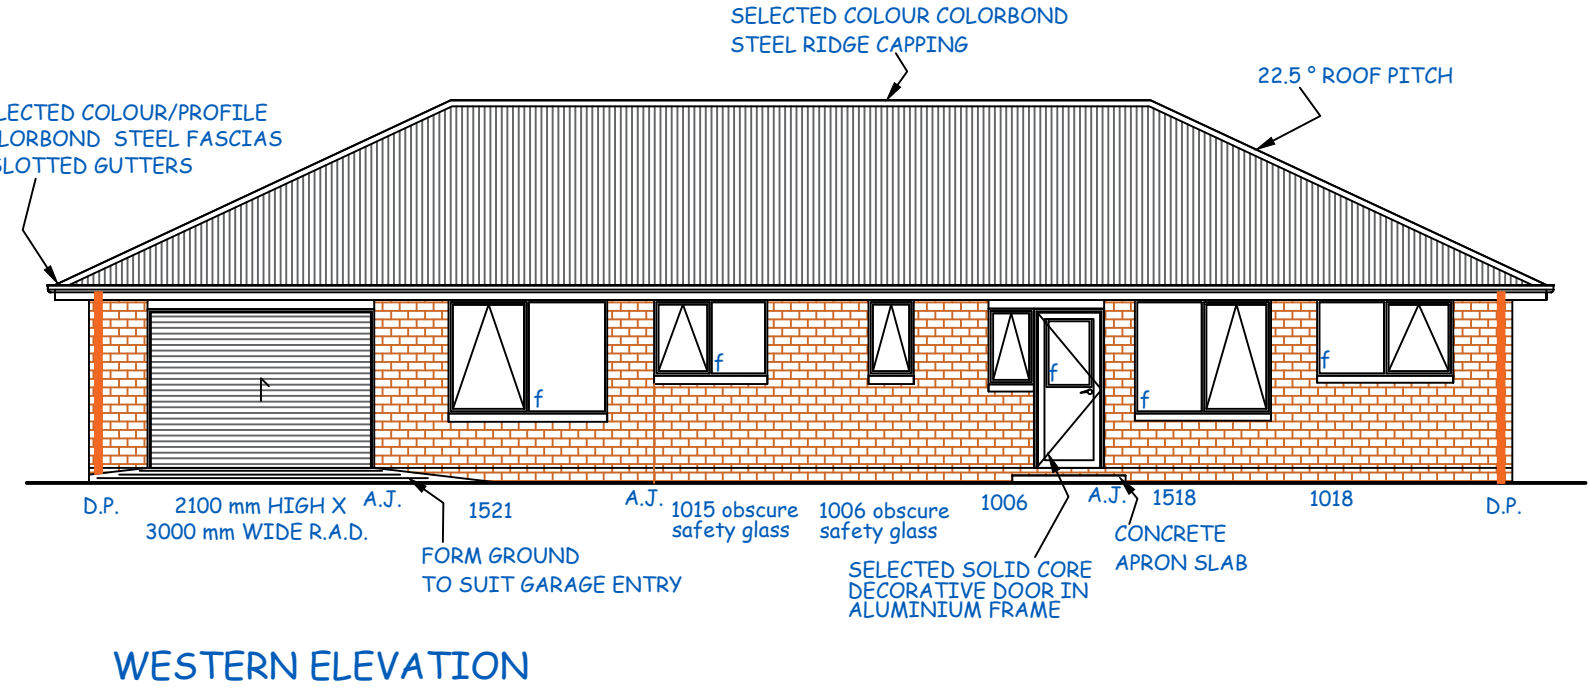 SELECTED COLOUR COLORBOND
STEEL RIDGE CAPPING
22.5 ° ROOF PITCH
LECTED COLOUR/PROFILE
LORBOND STEEL FASCIAS
SLOTTED GUTTERS
f
f
f
f
f
D.P.
2100 mm HIGH X
3000 mm WIDE R.A.D.
A.J.
1521
A.J.
1015 obscure
safety glass
1006 obscure
safety glass
1006
A.J.
1518
1018
D.P.
FORM GROUND
TO SUIT GARAGE ENTRY
SELECTED SOLID CORE
DECORATIVE DOOR IN
ALUMINIUM FRAME
CONCRETE
APRON SLAB
WESTERN ELEVATION